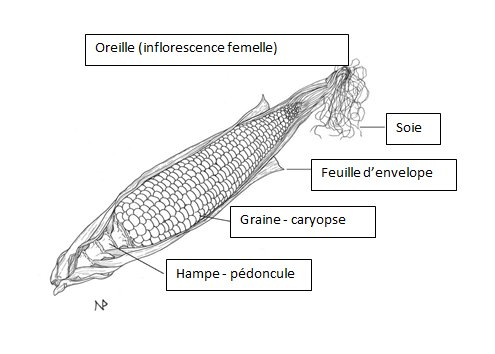 Oreille (inflorescence femelle)
Soie
Feuille d'envelope
Graine - caryopse
Hampe - pédoncule